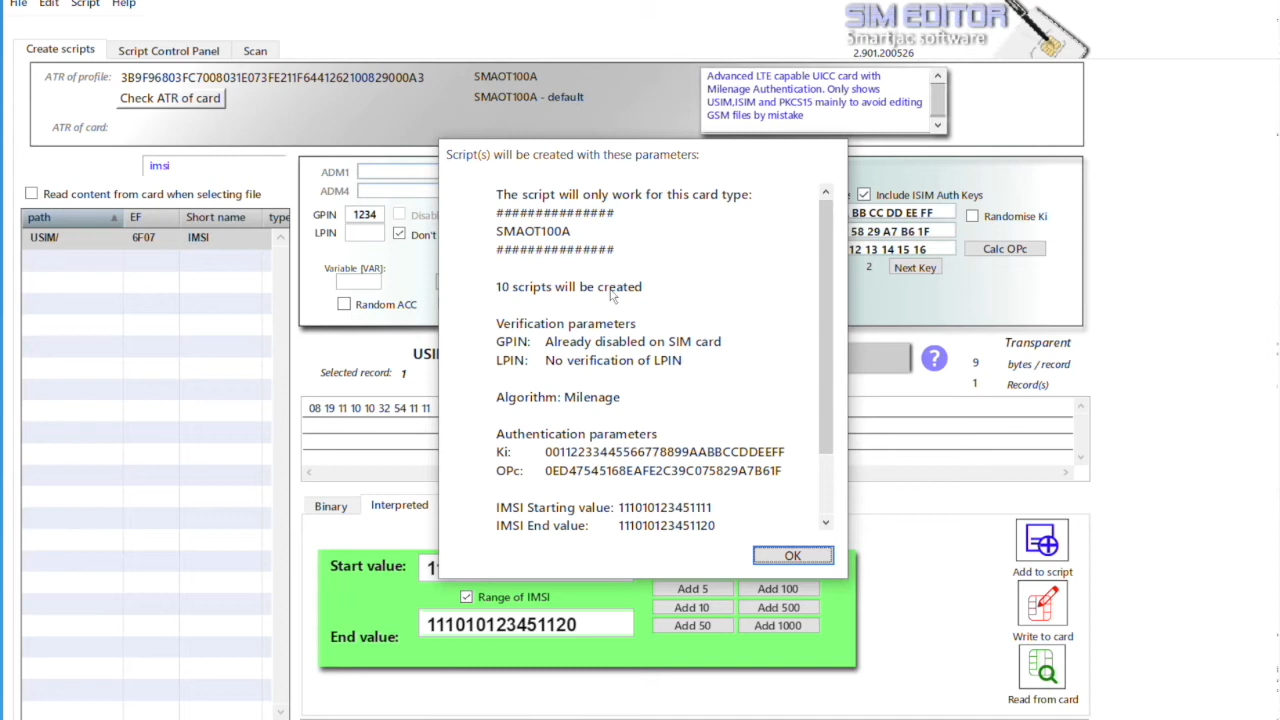 File Edit Script Help
SIM EDITOR
Smartjac software
2.901.200526
Create scripts Script Control Panel Scan
ATR of profile: 3B9F96803FC7008031E073FE211F6441262100829000A3 SMAOT100A
Check ATR of card SMAOT100A - default
ATR of card:
Advanced LTE capable UICC card with
Milenage Authentication. Only shows
USIM,ISIM and PKCS15 mainly to avoid editing
GSM files by mistake
imsi
Read content from card when selecting file
path EF Short name type
USIM/ 6F07 IMSI
ADM1
ADM4
GPIN 1234 Disab
LPIN Don't
Variable [VAR]:
Random ACC
Include ISIM Auth Keys
BB CC DD EE FF Randomise Ki
58 29 A7 B6 1F
12 13 14 15 16 Calc OPc
2 Next Key
Script(s) will be created with these parameters:
The script will only work for this card type:
###############
SMAOT100A
###############
10 scripts will be created
Verification parameters
GPIN: Already disabled on SIM card
LPIN: No verification of LPIN
Algorithm: Milenage
Authentication parameters
Ki: 00112233445566778899AABBCCDDEEFF
OPc: 0ED47545168EAFE2C39C075829A7B61F
IMSI Starting value: 111010123451111
IMSI End value: 111010123451120
OK
USI
Selected record: 1
? Transparent
9 bytes / record
1 Record(s)
08 19 11 10 10 32 54 11 11
Binary Interpreted
Start value: 1
Range of IMSI
End value: 111010123451120
Add 5 Add 100
Add 10 Add 500
Add 50 Add 1000
Add to script
Write to card
Read from card